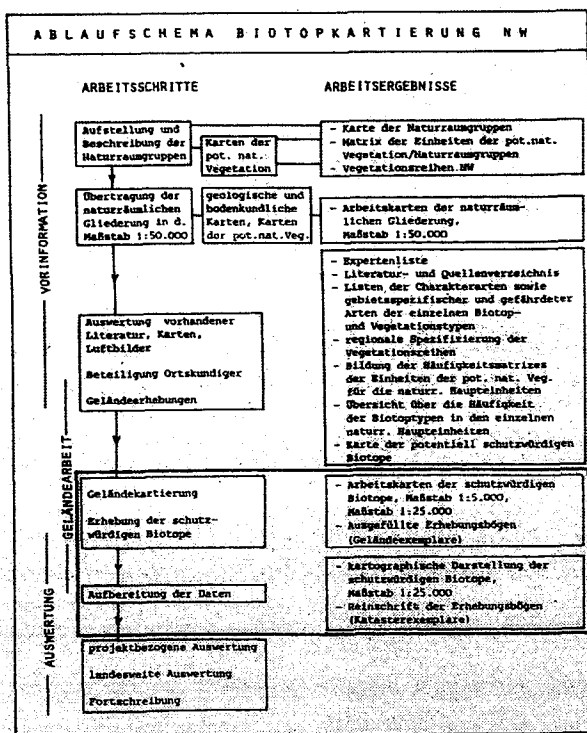 ABLAUFSCHEMA BIOTOPKARTIERUNG NW
ARBEITSSCHRITTE
ARBEITSERGEBNISSE
VORINFORMATION
Aufstellung und
Beschreibung der
Naturraumgruppen
Karten der
pot. nat.
Vegetation
- Karte der Naturraumgruppen
- Matrix der Einheiten der pot.nat.
Vegetation/Naturraumgruppen
- Vegetationsreihen NW
Übertragung der
naturräumlichen
Gliederung in d.
Maßstab 1:50.000
geologische und
bodenkundliche
Karten, Karten
dor pot.nat.Veg.
- Arbeitskarten der naturräum-
lichen Gliederung,
Maßstab 1:50.000
Auswertung vorhandener
Literatur, Karten,
Luftbilder
Beteiligung Ortskundiger
Geländeerhebungen
- Expertenliste
- Literatur- und Quellenverzeichnis
- Listen der Charakterarten sowie
gebietsspezifischer und gefährdeter
Arten der einzelnen Biotop-
und Vegetationstypen
- regionale Spezifizierung der
Vegetationsreihen
- Bildung der Häufigkeitsmatrizes
der Einheiten der pot. nat. Veg.
für die naturr. Haupteinheiten
- Übersicht über die Häufigkeit
der Biotoptypen in den einzelnen
naturr. Haupteinheiten
- Karte der potentiell schutzwürdigen
Biotope
GELÄNDEARBEIT
Geländekartierung
Erhebung der schutz-
würdigen Biotope
- Arbeitskarten der schutzwürdigen
Biotope, Maßstab 1:5.000,
Maßstab 1:25.000
- Ausgefüllte Erhebungsbögen
(Geländeexemplare)
AUSWERTUNG
Aufbereitung der Daten
- kartographische Darstellung der
schutzwürdigen Biotope,
Maßstab 1:25.000
- Reinschrift der Erhebungsbögen
(Katasterexemplare)
projektbezogene Auswertung
landesweite Auswertung
Fortschreibung